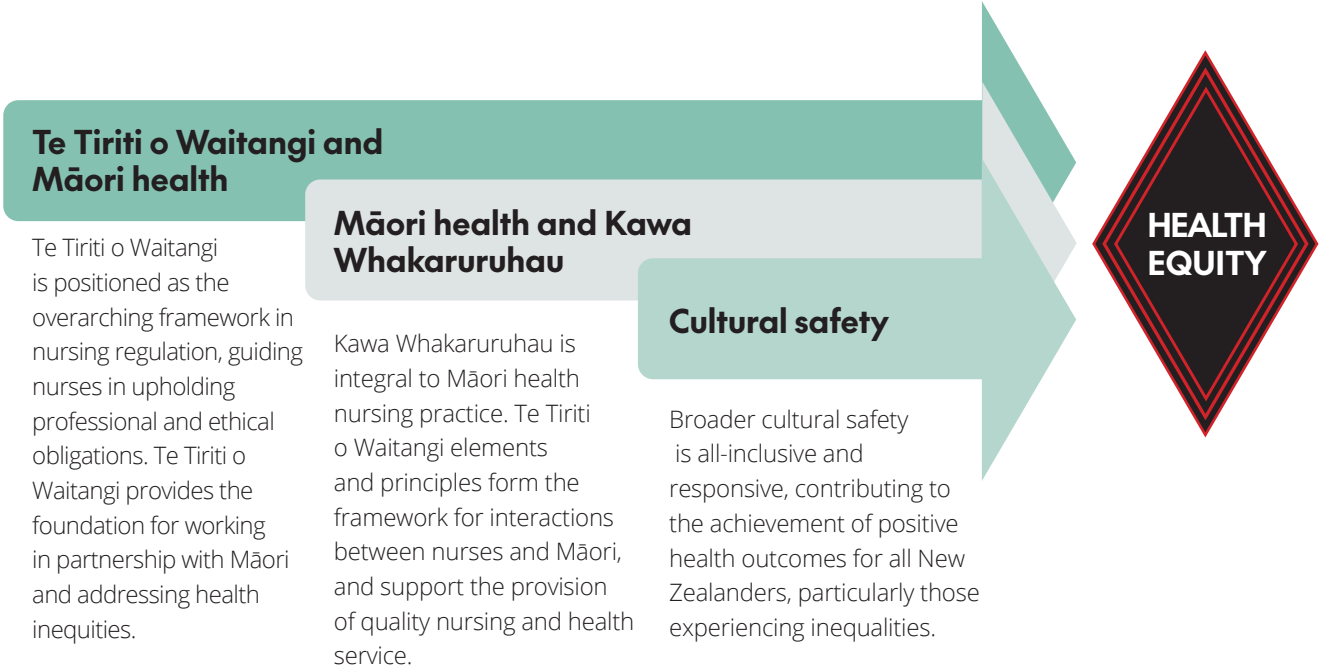 Te Tiriti o Waitangi and
Māori health
Te Tiriti o Waitangi
is positioned as the
overarching framework in
nursing regulation, guiding
nurses in upholding
professional and ethical
obligations. Te Tiriti o
Waitangi provides the
foundation for working
in partnership with Māori
and addressing health
inequities.
Māori health and Kawa
Whakaruruhau
Kawa Whakaruruhau is
integral to Māori health
nursing practice. Te Tiriti
o Waitangi elements
and principles form the
framework for interactions
between nurses and Māori,
and support the provision
of quality nursing and health
service.
Cultural safety
Broader cultural safety
is all-inclusive and
responsive, contributing to
the achievement of positive
health outcomes for all New
Zealanders, particularly those
experiencing inequalities.
HEALTH
EQUITY